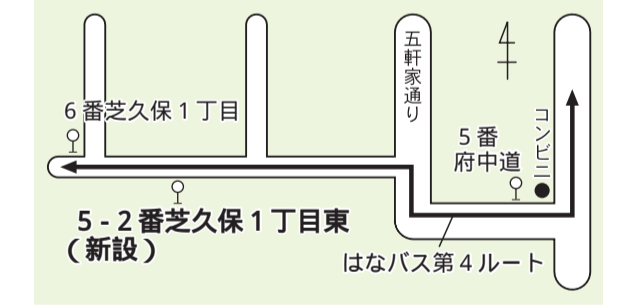 五軒家通り
6番芝久保1丁目
5番
府中道
コンビニ
5-2番芝久保1丁目東
(新設)
はなバス第4ルート